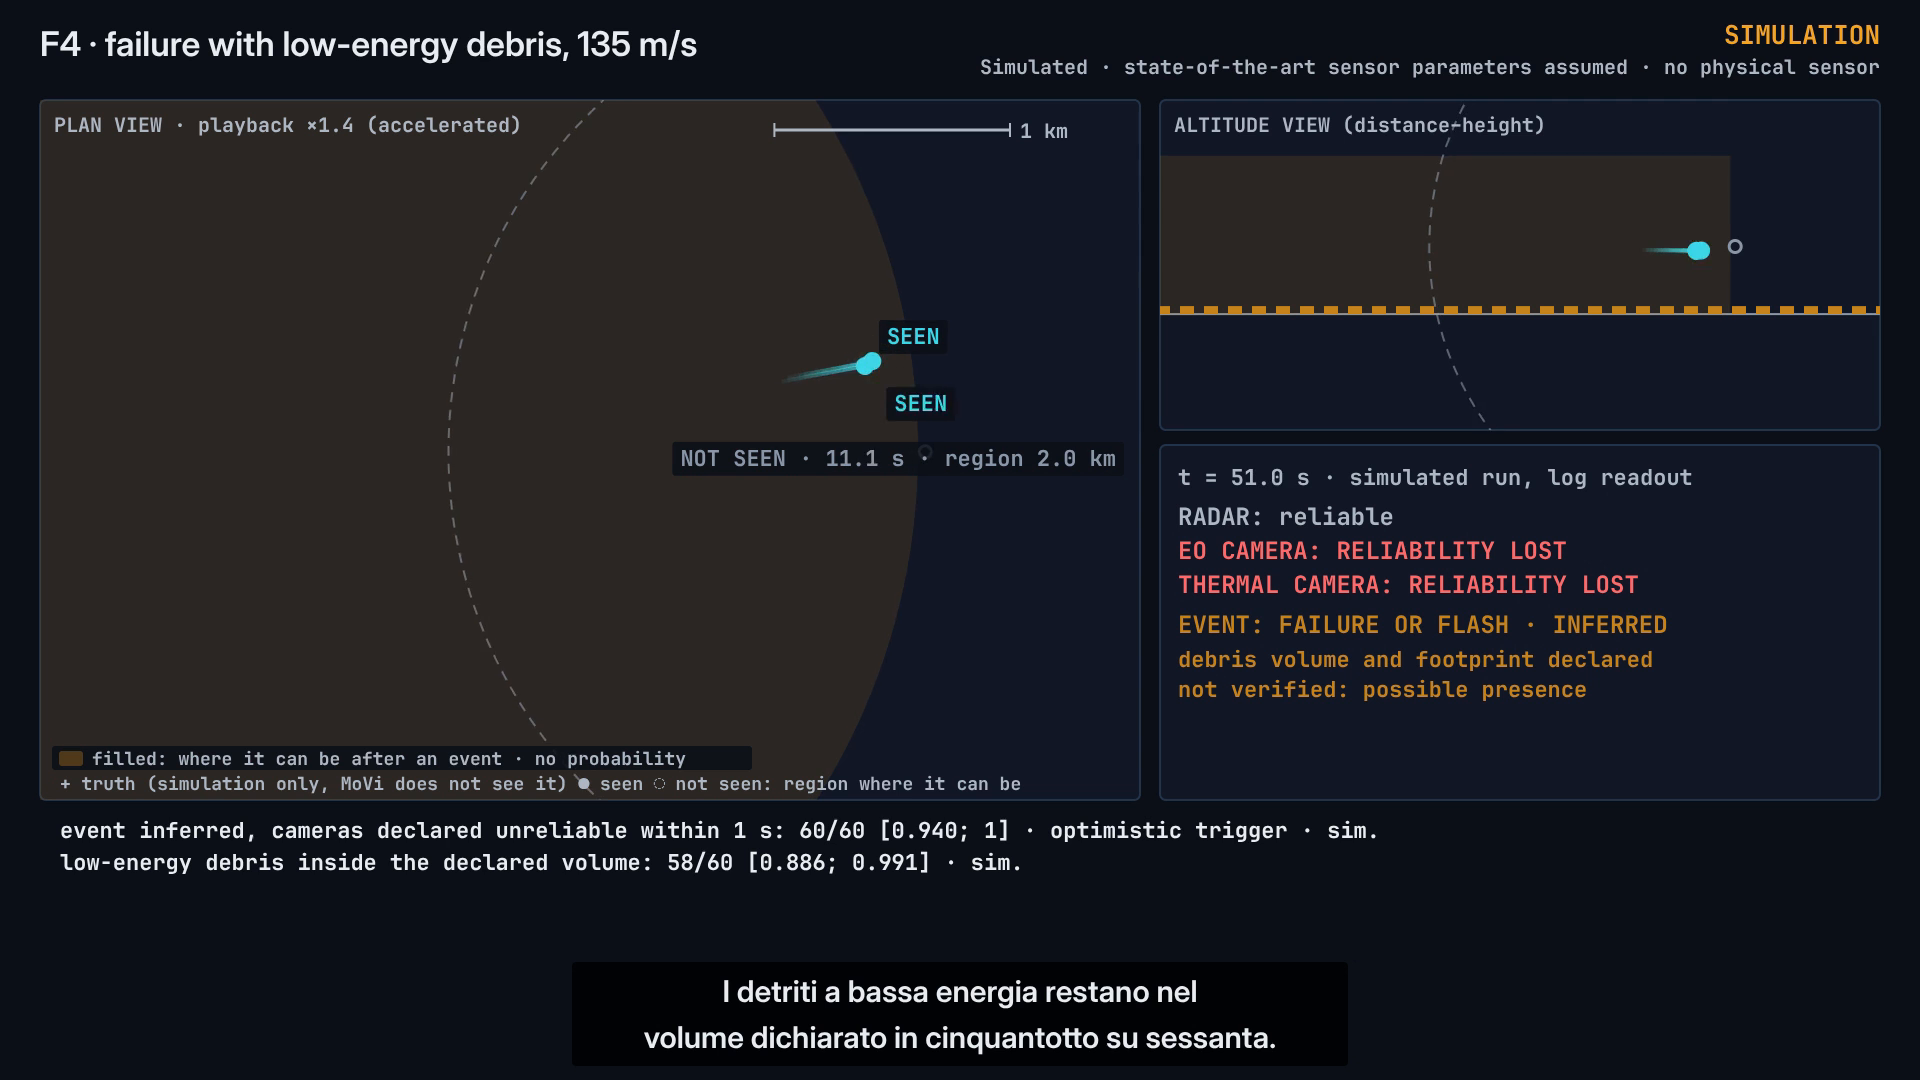 F4 · failure with low-energy debris, 135 m/s
SIMULATION
Simulated · state-of-the-art sensor parameters assumed · no physical sensor
PLAN VIEW · playback ×1.4 (accelerated)
1 km
SEEN
SEEN
NOT SEEN · 11.1 s · region 2.0 km
filled: where it can be after an event · no probability
+ truth (simulation only, MoVi does not see it) seen not seen: region where it can be
ALTITUDE VIEW (distance-height)
t = 51.0 s · simulated run, log readout
RADAR: reliable
EO CAMERA: RELIABILITY LOST
THERMAL CAMERA: RELIABILITY LOST
EVENT: FAILURE OR FLASH · INFERRED
debris volume and footprint declared
not verified: possible presence
event inferred, cameras declared unreliable within 1 s: 60/60 [0.940; 1] · optimistic trigger · sim.
low-energy debris inside the declared volume: 58/60 [0.886; 0.991] · sim.
I detriti a bassa energia restano nel
volume dichiarato in cinquantotto su sessanta.